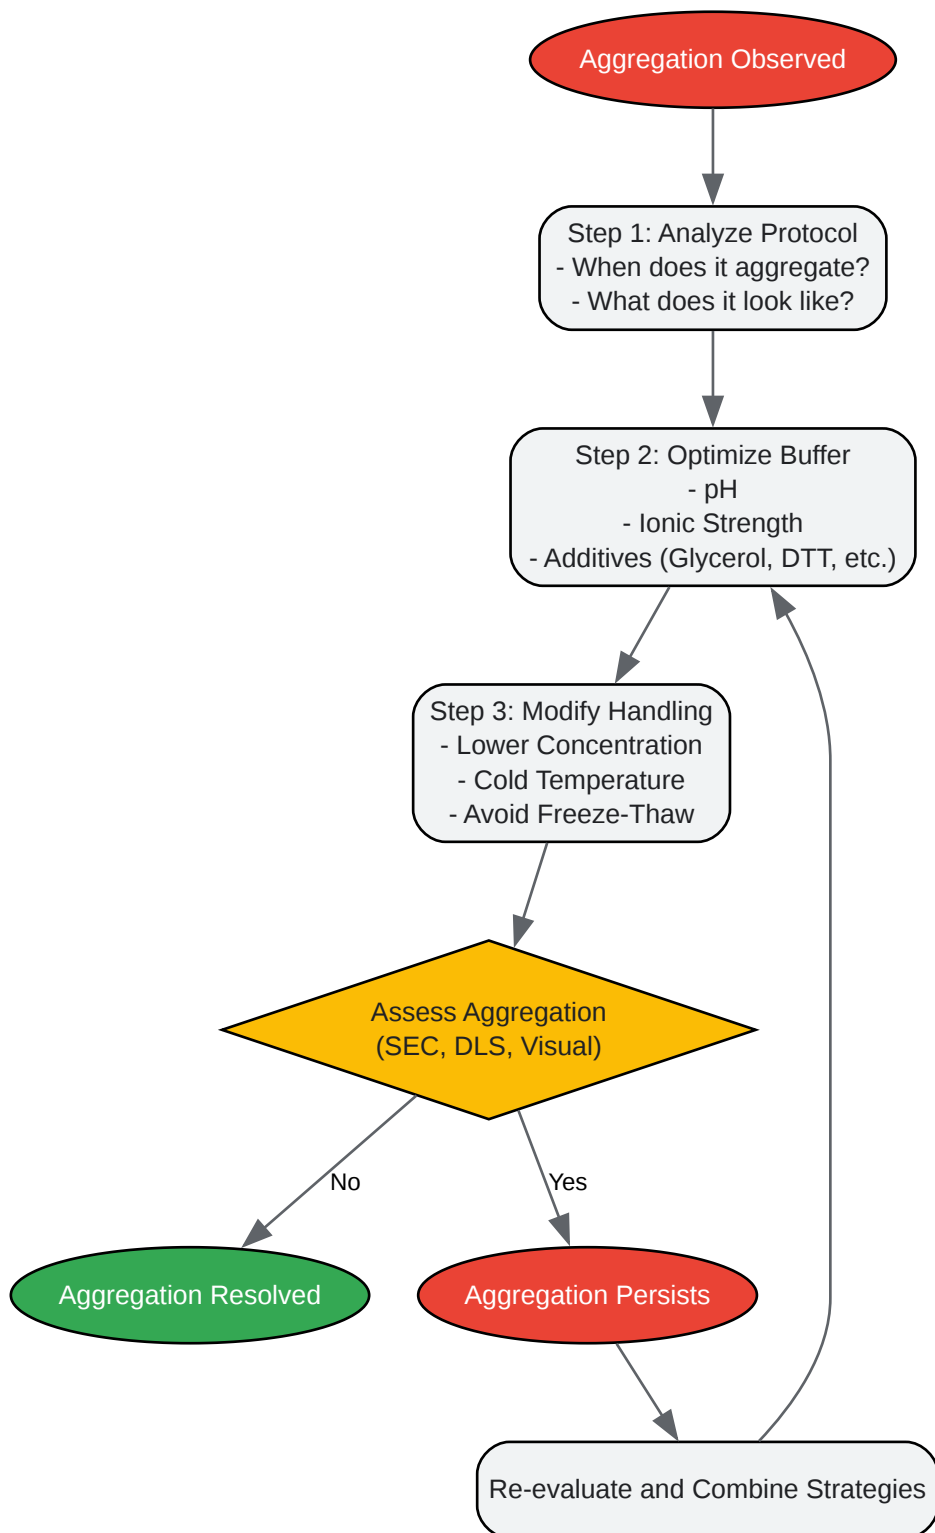 Aggregation Observed
Step 1: Analyze Protocol
- When does it aggregate?
- What does it look like?
Step 2: Optimize Buffer
- pH
- Ionic Strength
- Additives (Glycerol, DTT, etc.)
Step 3: Modify Handling
- Lower Concentration
- Cold Temperature
- Avoid Freeze-Thaw
Assess Aggregation
(SEC, DLS, Visual)
No
Yes
Aggregation Resolved
Aggregation Persists
Re-evaluate and Combine Strategies